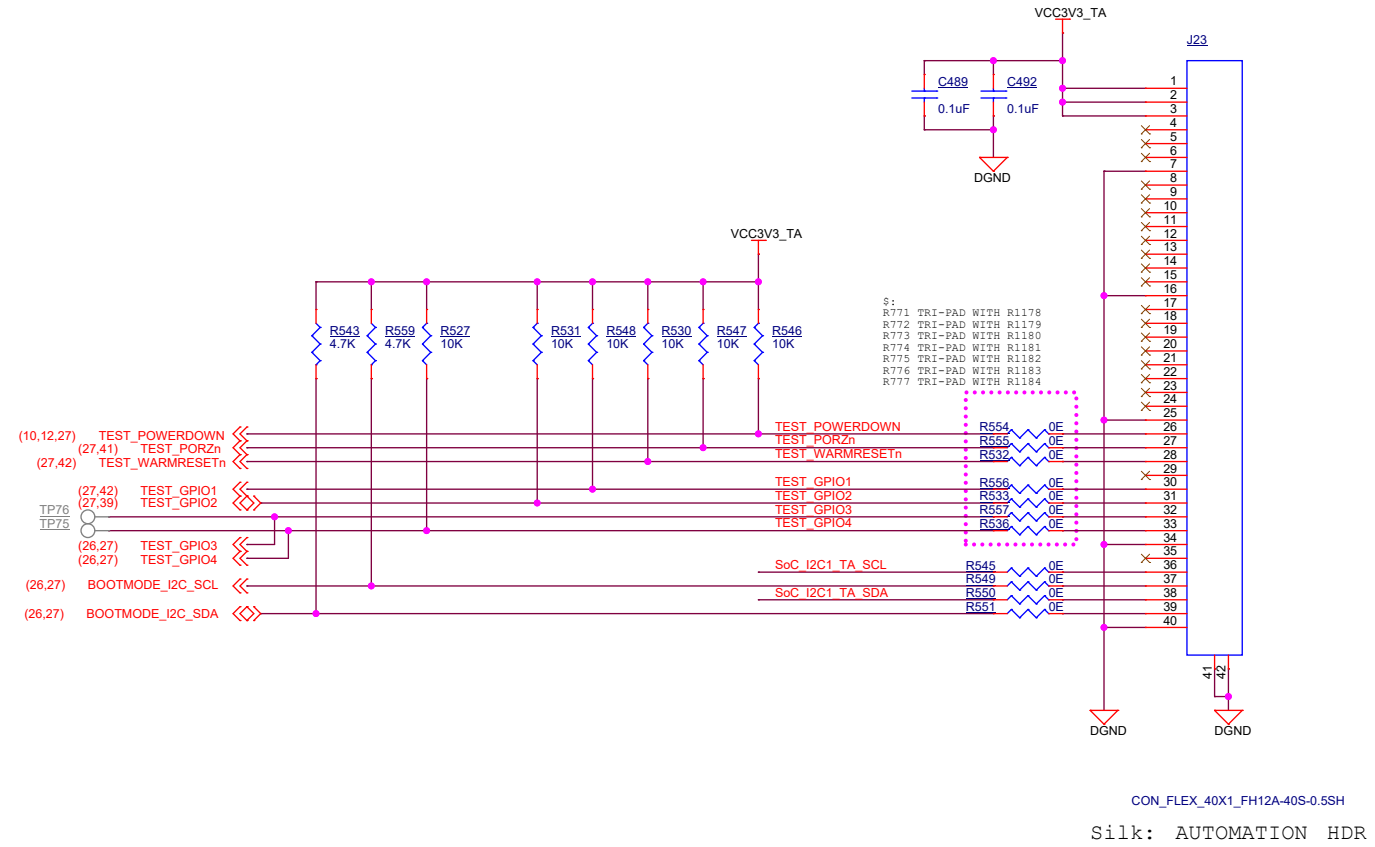 VCC3V3_TA
J23
C489
0.1uF
C492
0.1uF
DGND
1
2
3
4
5
6
7
8
9
10
11
12
13
14
15
16
17
18
19
20
21
22
23
24
25
26
27
28
29
30
31
32
33
34
35
36
37
38
39
40
41
42
VCC3V3_TA
R543
4.7K
R559
4.7K
R527
10K
R531
10K
R548
10K
R530
10K
R547
10K
R546
10K
$:
R771 TRI-PAD WITH R1178
R772 TRI-PAD WITH R1179
R773 TRI-PAD WITH R1180
R774 TRI-PAD WITH R1181
R775 TRI-PAD WITH R1182
R776 TRI-PAD WITH R1183
R777 TRI-PAD WITH R1184
(10,12,27) TEST_POWERDOWN
(27,41) TEST_PORZn
(27,42) TEST_WARMRESETn
(27,42) TEST_GPIO1
(27,39) TEST_GPIO2
TP76
TP75
(26,27) TEST_GPIO3
(26,27) TEST_GPIO4
(26,27) BOOTMODE_I2C_SCL
(26,27) BOOTMODE_I2C_SDA
TEST_POWERDOWN R554 0E
TEST_PORZn R555 0E
TEST_WARMRESETn R532 0E
TEST_GPIO1 R556 0E
TEST_GPIO2 R533 0E
TEST_GPIO3 R557 0E
TEST_GPIO4 R536 0E
SoC_I2C1_TA_SCL R545 0E
R549 0E
SoC_I2C1_TA_SDA R550 0E
R551 0E
DGND
DGND
CON_FLEX_40X1_FH12A-40S-0.5SH
Silk: AUTOMATION HDR